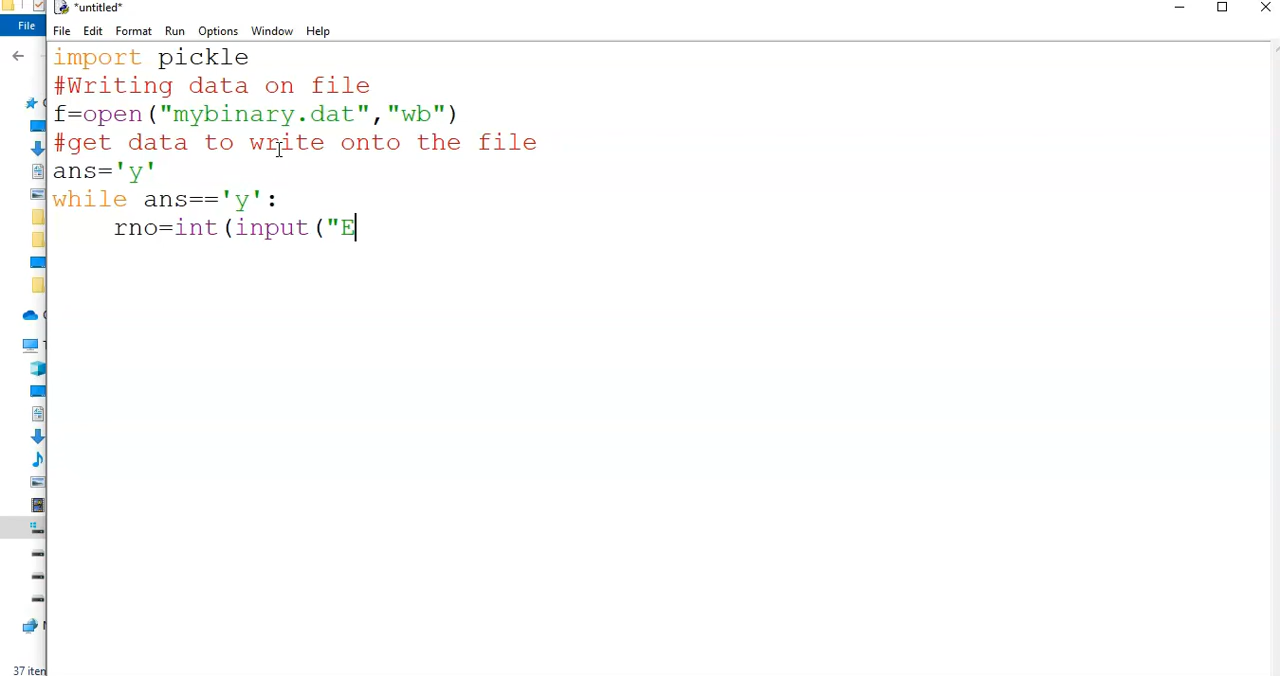 *untitled*
File
File Edit Format Run Options Window Help
import pickle
#Writing data on file
f=open("mybinary.dat","wb")
#get data to write onto the file
ans='y'
while ans=='y':
rno=int(input("E
37 iten